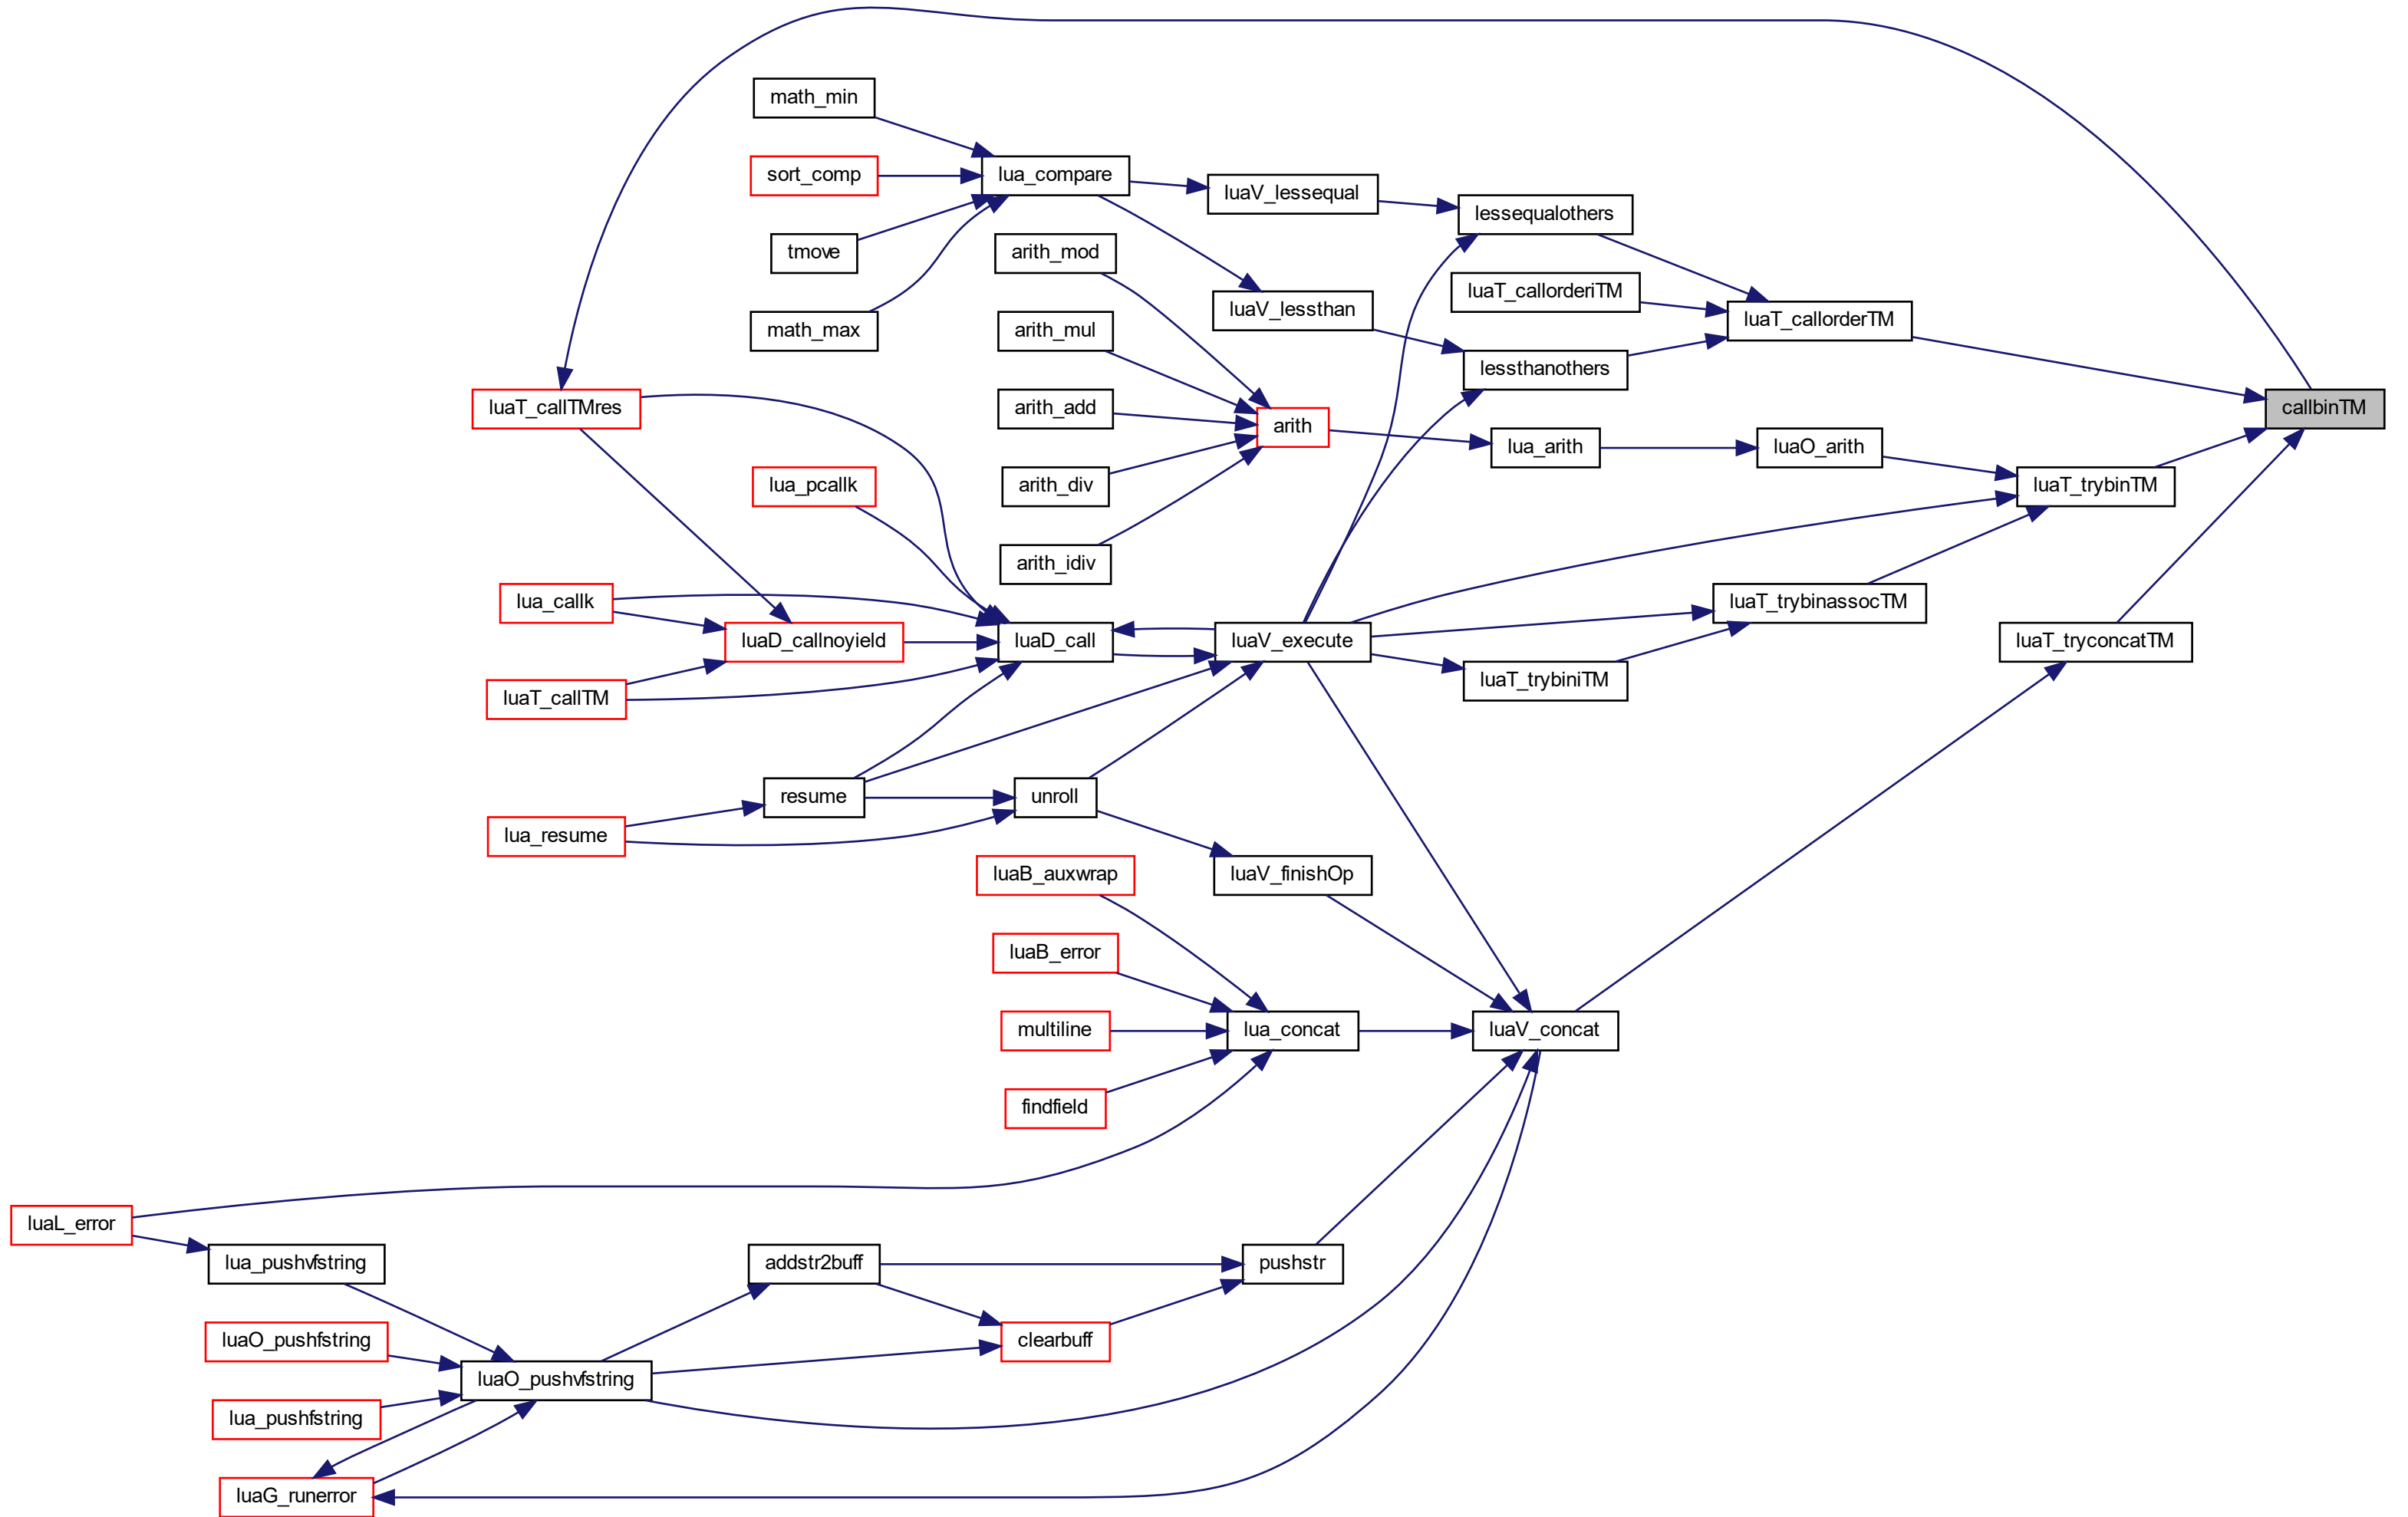 math_min
sort_comp
lua_compare
luaV_lessequal
lessequalothers
tmove
arith_mod
luaT_callorderiTM
math_max
arith_mul
luaV_lessthan
luaT_callorderTM
lessthanothers
luaT_callTMres
arith_add
arith
callbinTM
lua_arith
luaO_arith
lua_pcallk
arith_div
luaT_trybinTM
arith_idiv
lua_callk
luaT_trybinassocTM
luaD_callnoyield
luaD_call
luaV_execute
luaT_tryconcatTM
luaT_callTM
luaT_trybiniTM
resume
unroll
lua_resume
luaB_auxwrap
luaV_finishOp
luaB_error
multiline
lua_concat
luaV_concat
findfield
luaL_error
lua_pushvfstring
addstr2buff
pushstr
luaO_pushfstring
clearbuff
luaO_pushvfstring
lua_pushfstring
luaG_runerror